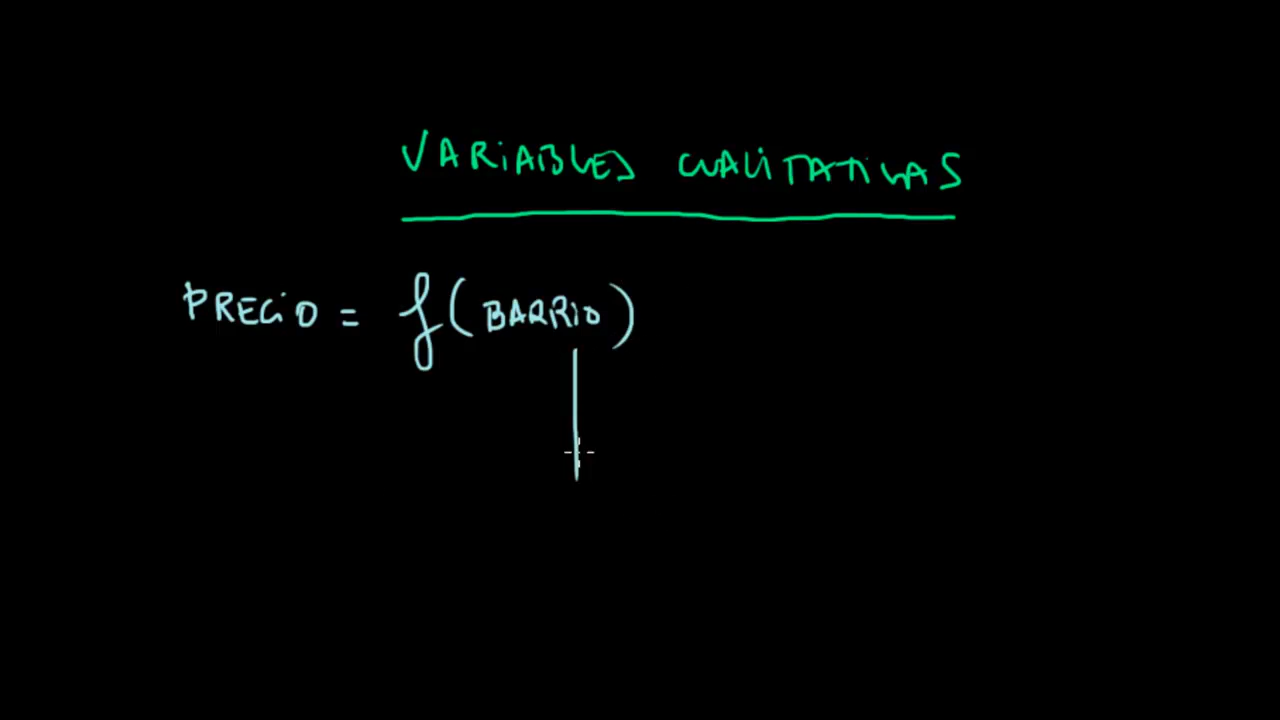 VARIABLES CUALITATIVAS
PRECIO = f(BARRIO)